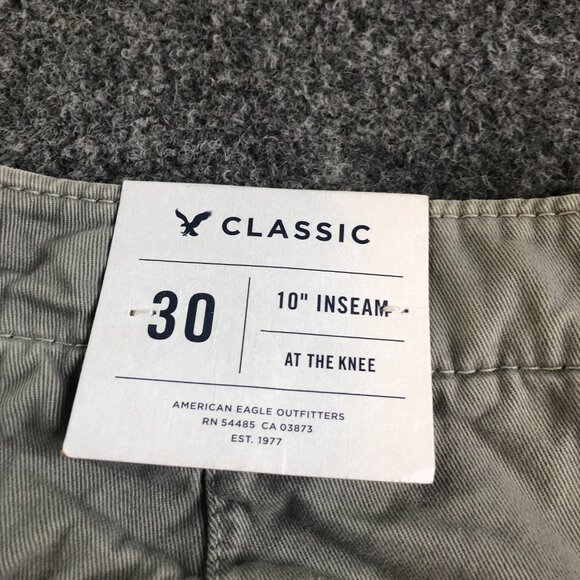 CLASSIC
30
10" INSEAM
AT THE KNEE
AMERICAN EAGLE OUTFITTERS
RN 54485 CA 03873
EST. 1977